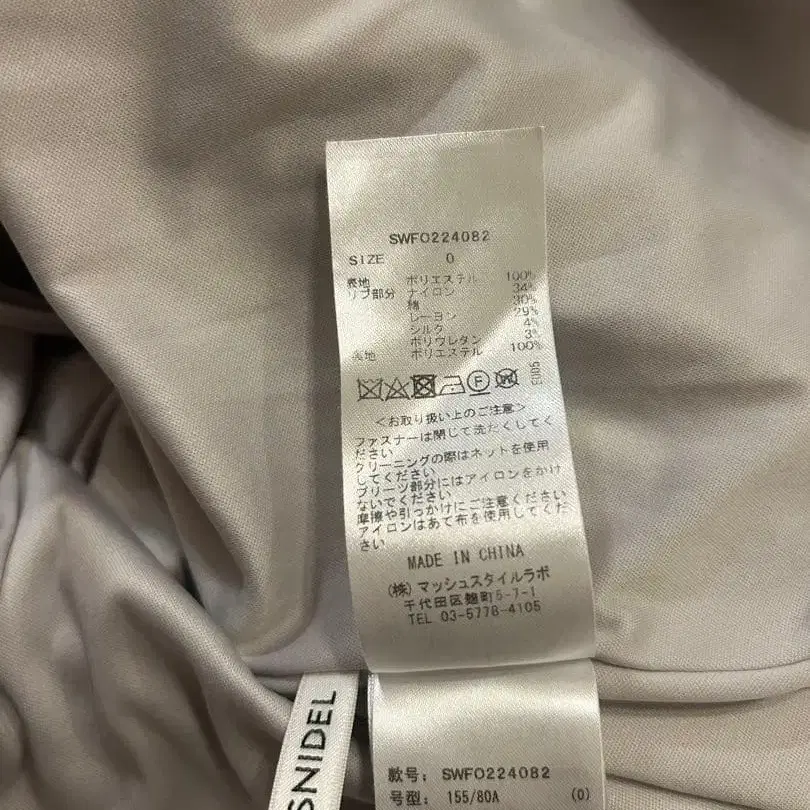 SWFO224082
SIZE 0
表地 ポリエステル 100%
リブ部分 ナイロン 34%
綿 30%
レーヨン 29%
シルク 4%
ポリウレタン 3%
裏地 ポリエステル 100%
F
W
<お取り扱い上のご注意>
ファスナーは閉じて洗たくしてく
ださい
クリーニングの際はネットを使用
してください
プリーツ部分にはアイロンをかけ
ないでください
摩擦や引っかけにご注意ください
アイロンはあて布を使用してくだ
さい
MADE IN CHINA
(株)マッシュスタイルラボ
千代田区麹町5-7-1
TEL 03-5778-4105
SNIDEL
款号: SWFO224082
号型: 155/80A (0)